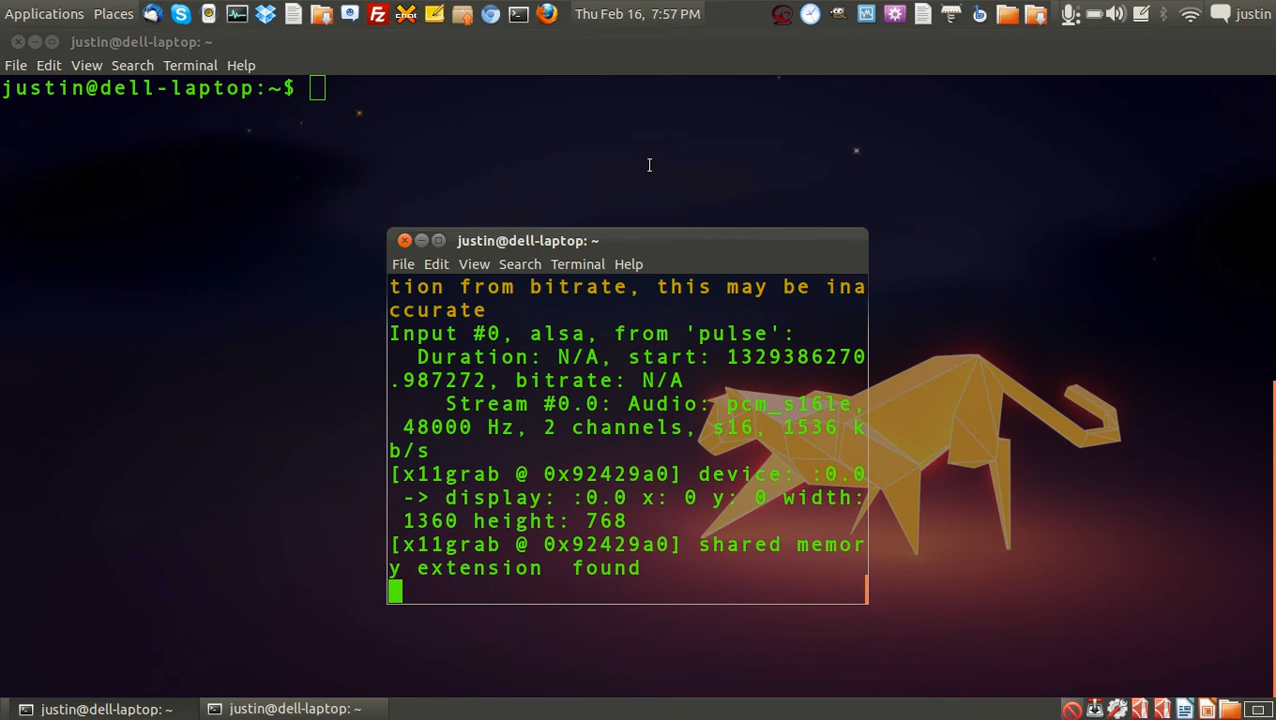 Applications Places Thu Feb 16, 7:57 PM justin
justin@dell-laptop: ~
File Edit View Search Terminal Help
justin@dell-laptop:~$
justin@dell-laptop: ~
File Edit View Search Terminal Help
tion from bitrate, this may be ina
ccurate
Input #0, alsa, from 'pulse':
Duration: N/A, start: 1329386270
.987272, bitrate: N/A
Stream #0.0: Audio: pcm_s16le,
48000 Hz, 2 channels, s16, 1536 k
b/s
[x11grab @ 0x92429a0] device: :0.0
-> display: :0.0 x: 0 y: 0 width:
1360 height: 768
[x11grab @ 0x92429a0] shared memor
y extension  found
justin@dell-laptop: ~ justin@dell-laptop: ~